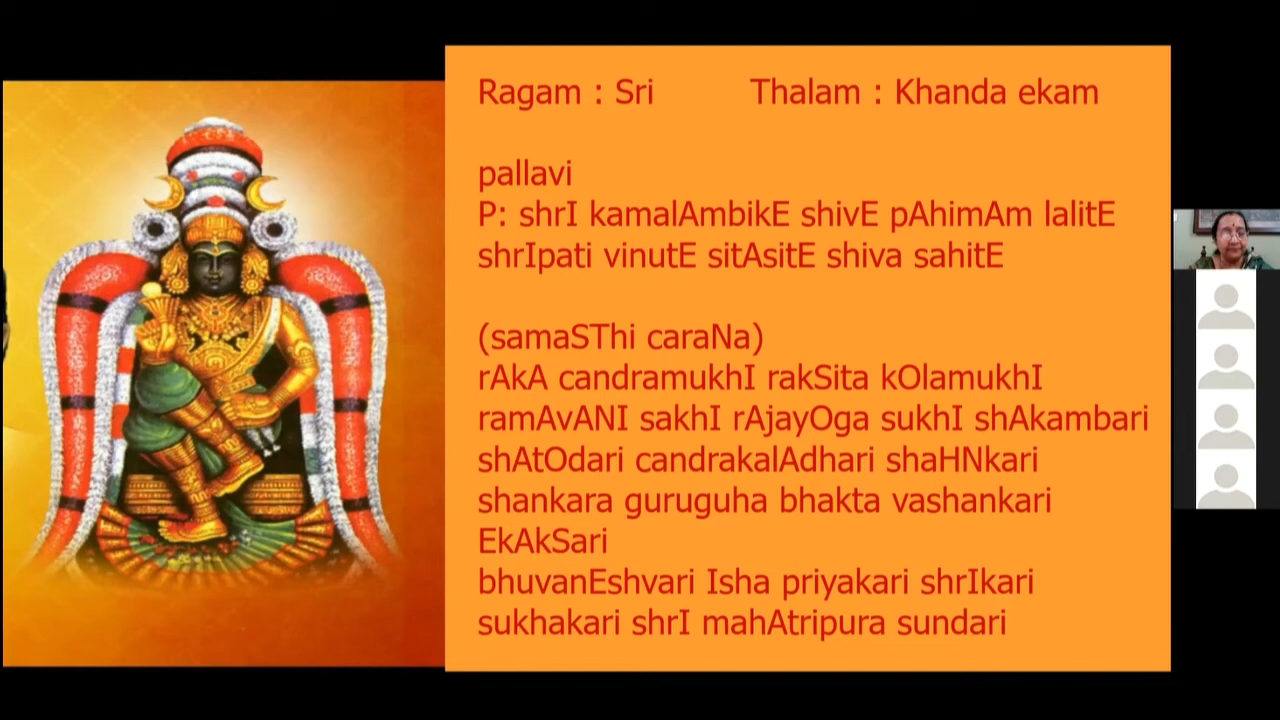 Ragam : Sri Thalam : Khanda ekam
pallavi
P: shrI kamalAmbikE shivE pAhimAm lalitE
shrIpati vinutE sitAsitE shiva sahitE
(samaSThi caraNa)
rAkA candramukhI rakSita kOlamukhI
ramAvANI sakhI rAjayOga sukhI shAkambari
shAtOdari candrakalAdhari shaHNkari
shankara guruguha bhakta vashankari
EkAkSari
bhuvanEshvari Isha priyakari shrIkari
sukhakari shrI mahAtripura sundari